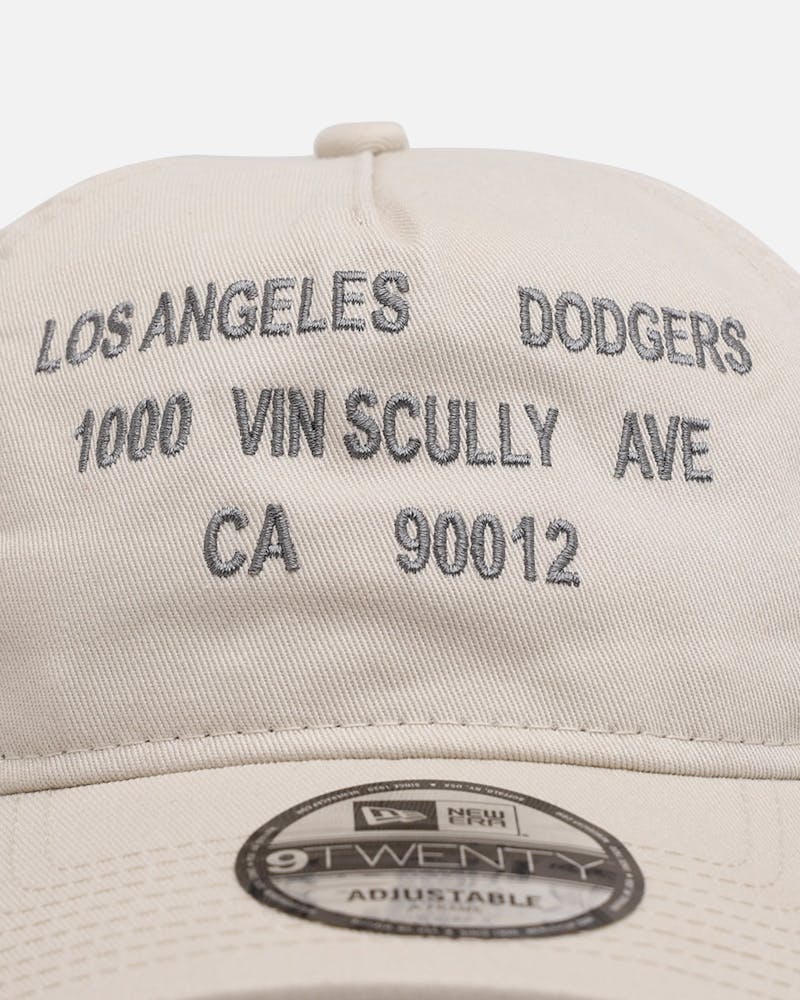 LOS ANGELES DODGERS
1000 VIN SCULLY AVE
CA 90012
NEW ERA
9TWENTY
ADJUSTABLE